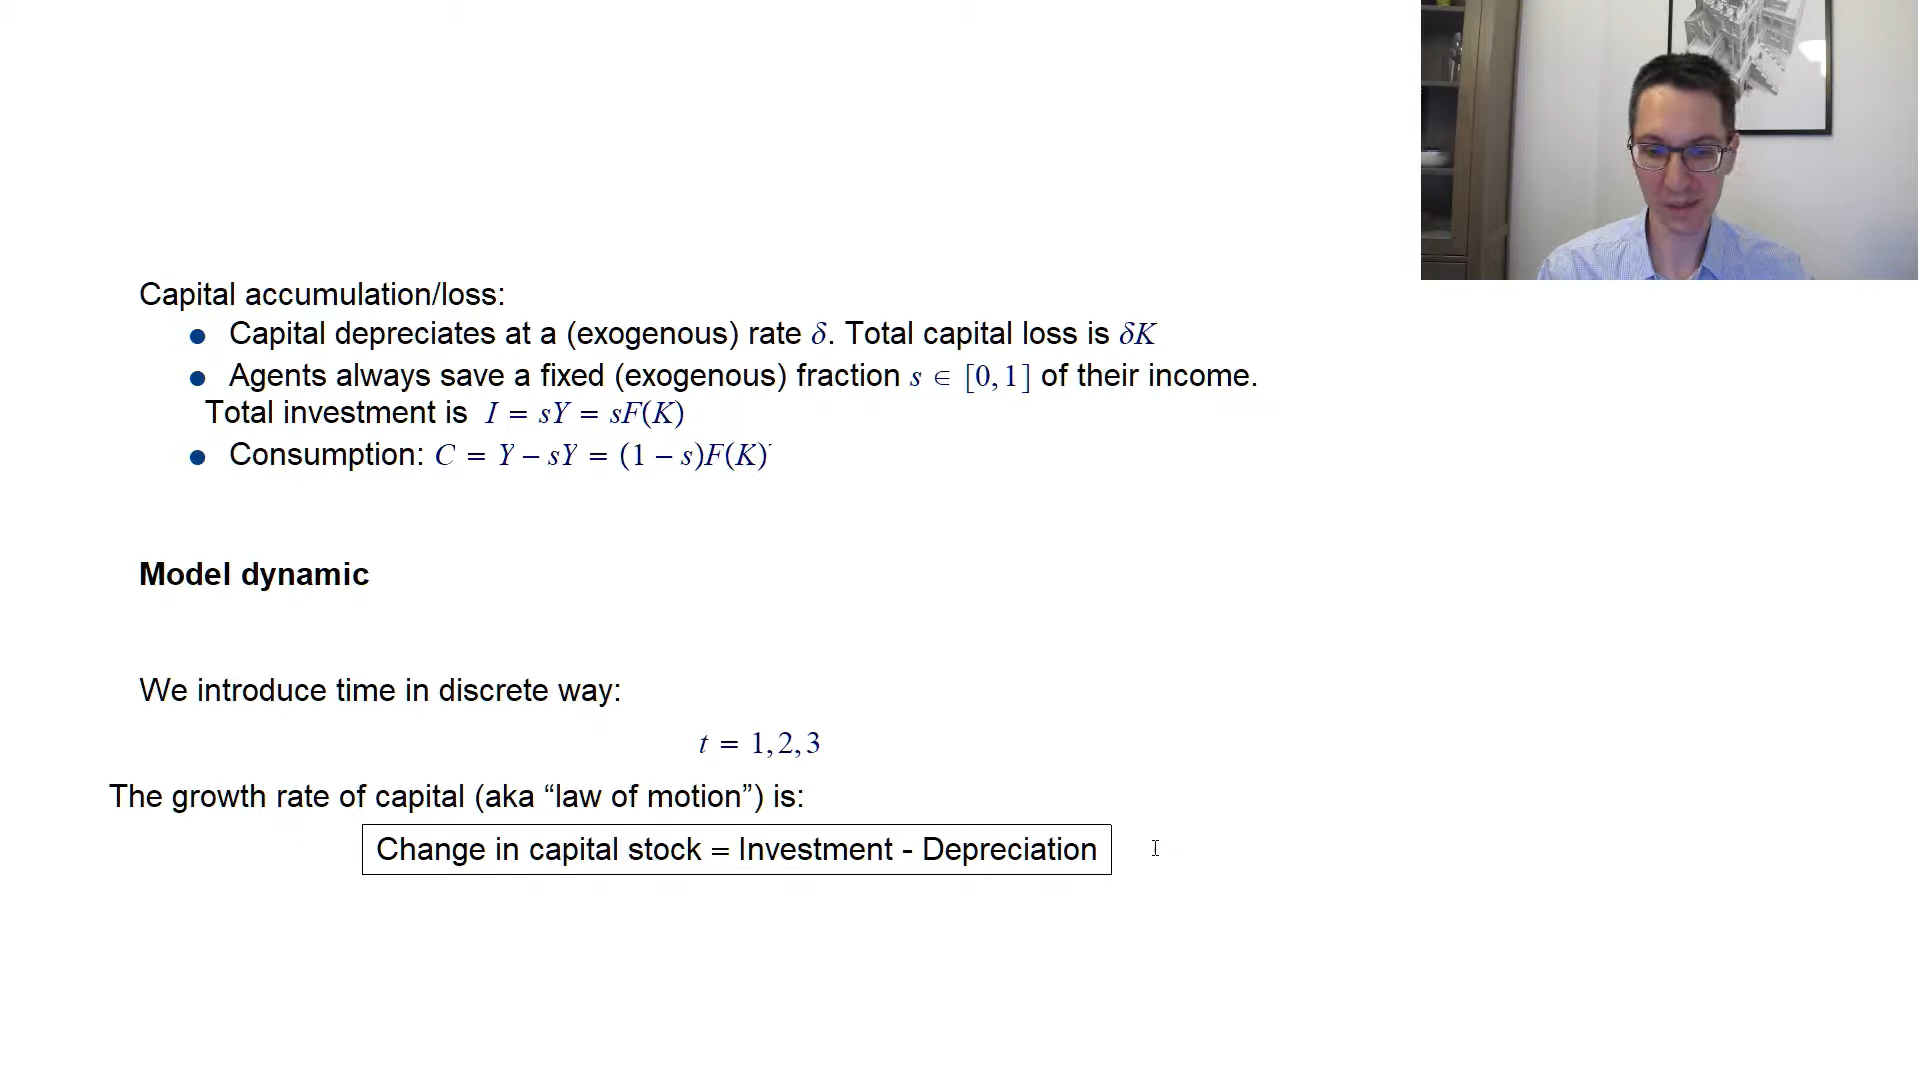 Capital accumulation/loss:
● Capital depreciates at a (exogenous) rate δ. Total capital loss is δK
● Agents always save a fixed (exogenous) fraction s ∈ [0,1] of their income.
Total investment is I = sY = sF(K)
● Consumption: C = Y – sY = (1 – s)F(K)
Model dynamic
We introduce time in discrete way:
t = 1,2,3
The growth rate of capital (aka “law of motion”) is:
Change in capital stock = Investment - Depreciation